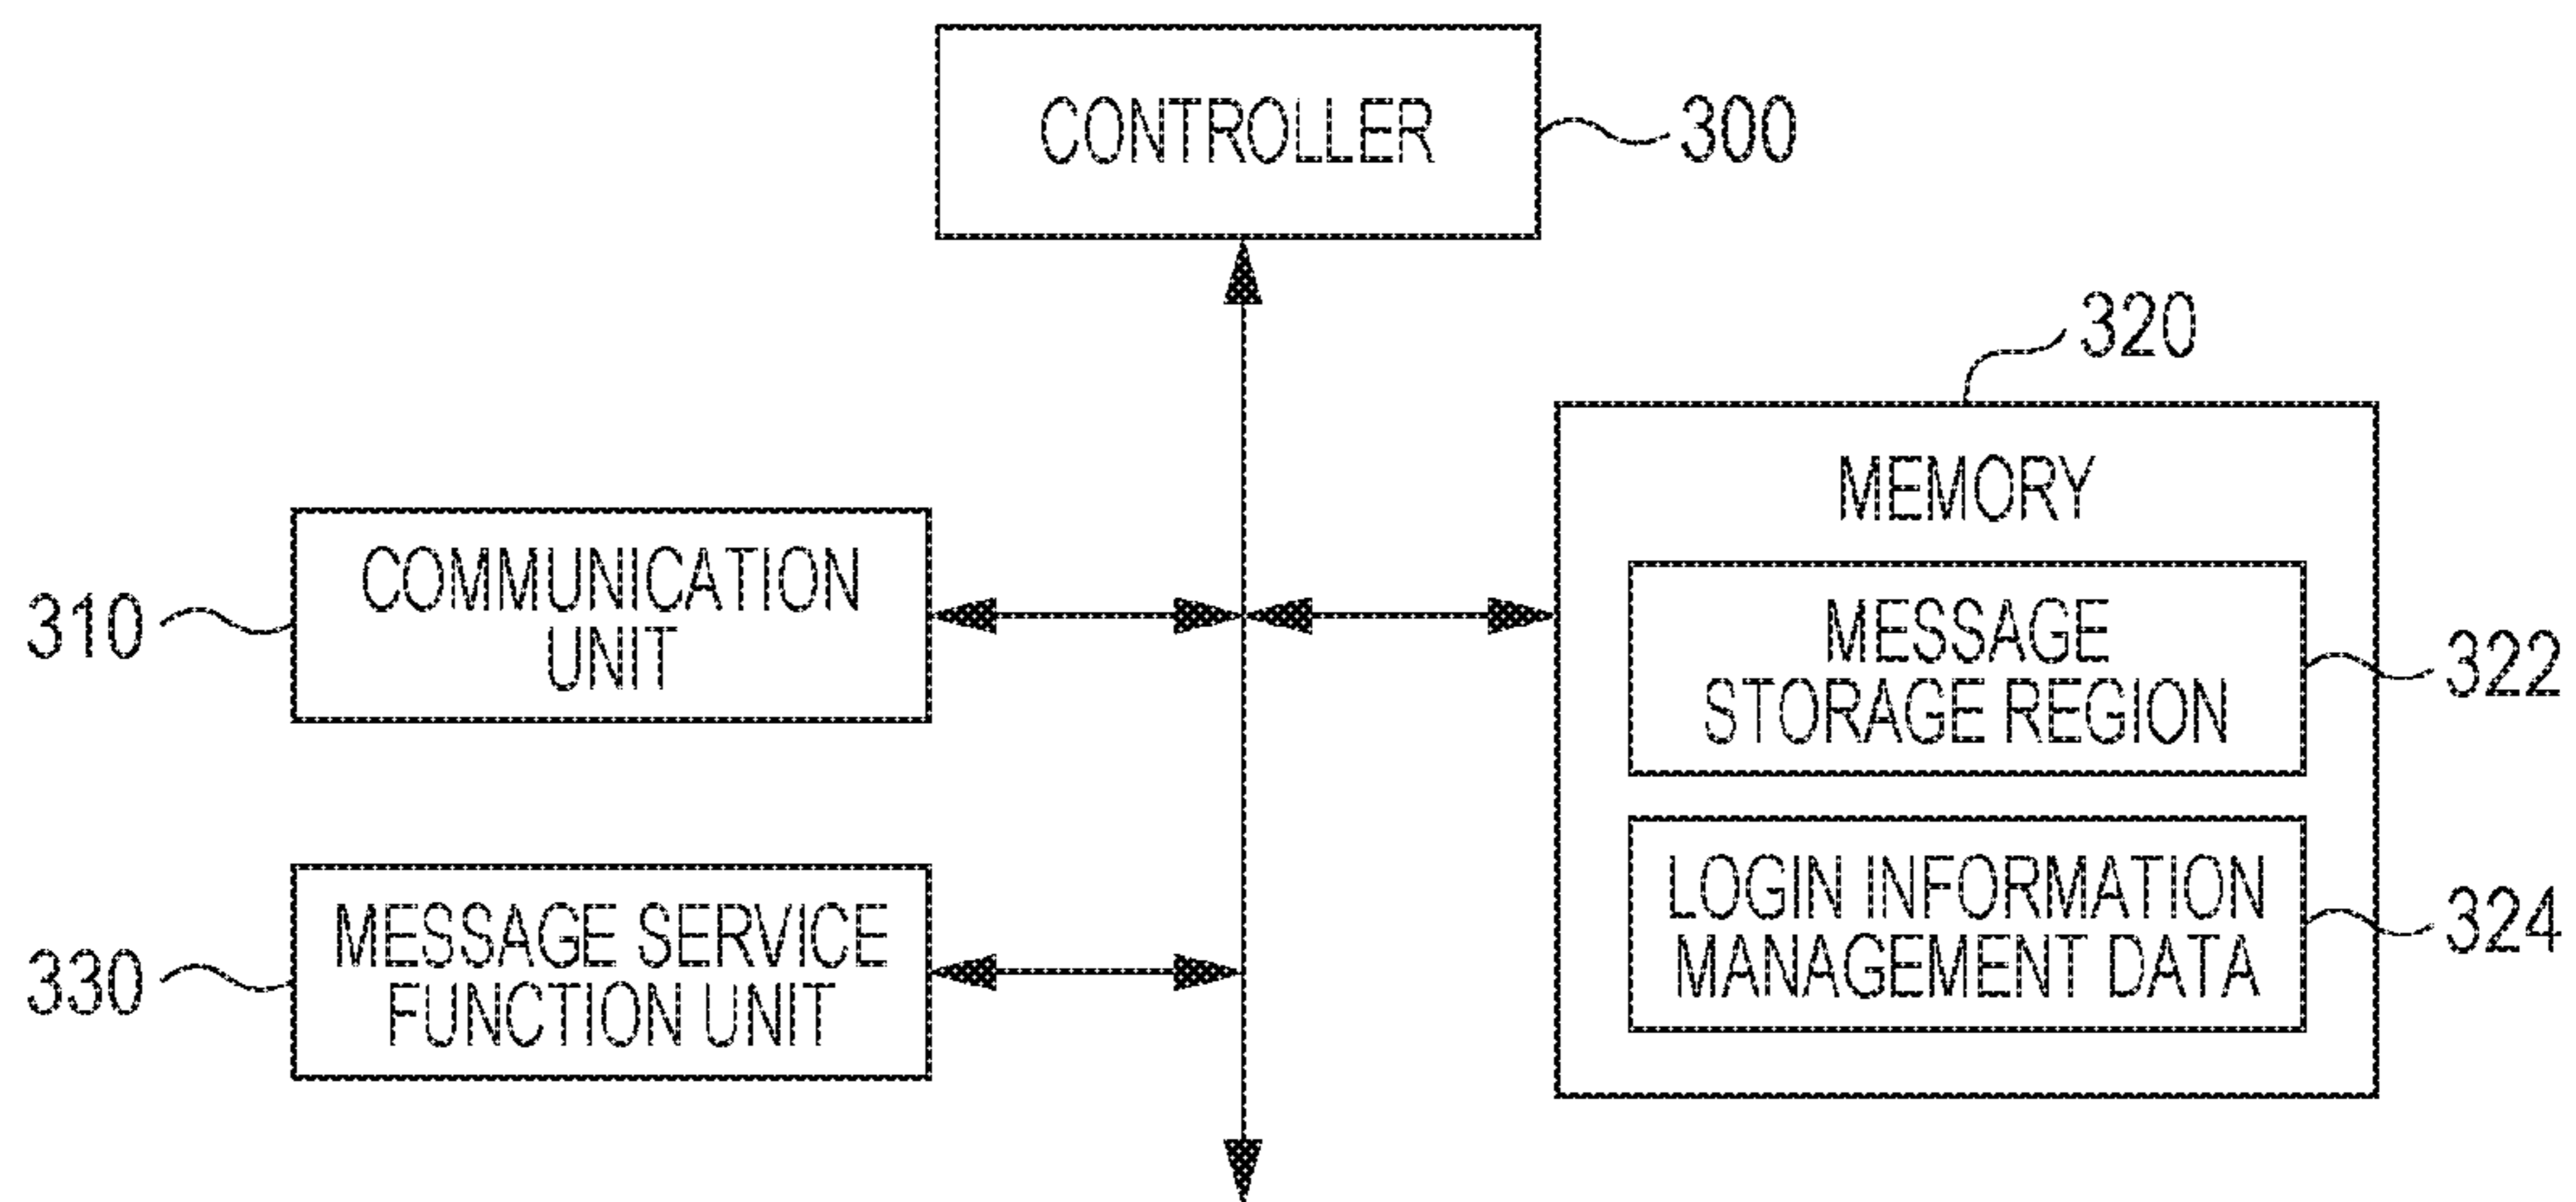 CONTROLLER
300
320
MEMORY
COMMUNICATION
UNIT
310
MESSAGE
STORAGE REGION
322
MESSAGE SERVICE
FUNCTION UNIT
330
LOGIN INFORMATION
MANAGEMENT DATA
324